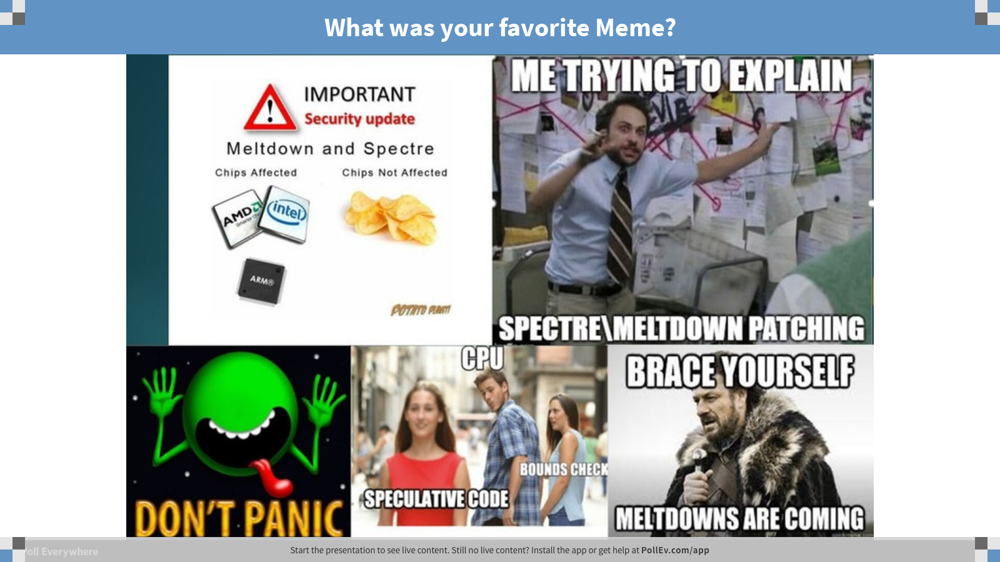 What was your favorite Meme?
IMPORTANT
Security update
Meltdown and Spectre
Chips Affected
Chips Not Affected
AMD
intel
ARM®
POTATO
ME TRYING TO EXPLAIN
SPECTRE\MELTDOWN PATCHING
DON'T PANIC
CPU
BOUNDS CHECK
SPECULATIVE CODE
BRACE YOURSELF
MELTDOWNS ARE COMING
Poll Everywhere
Start the presentation to see live content. Still no live content? Install the app or get help at PollEv.com/app